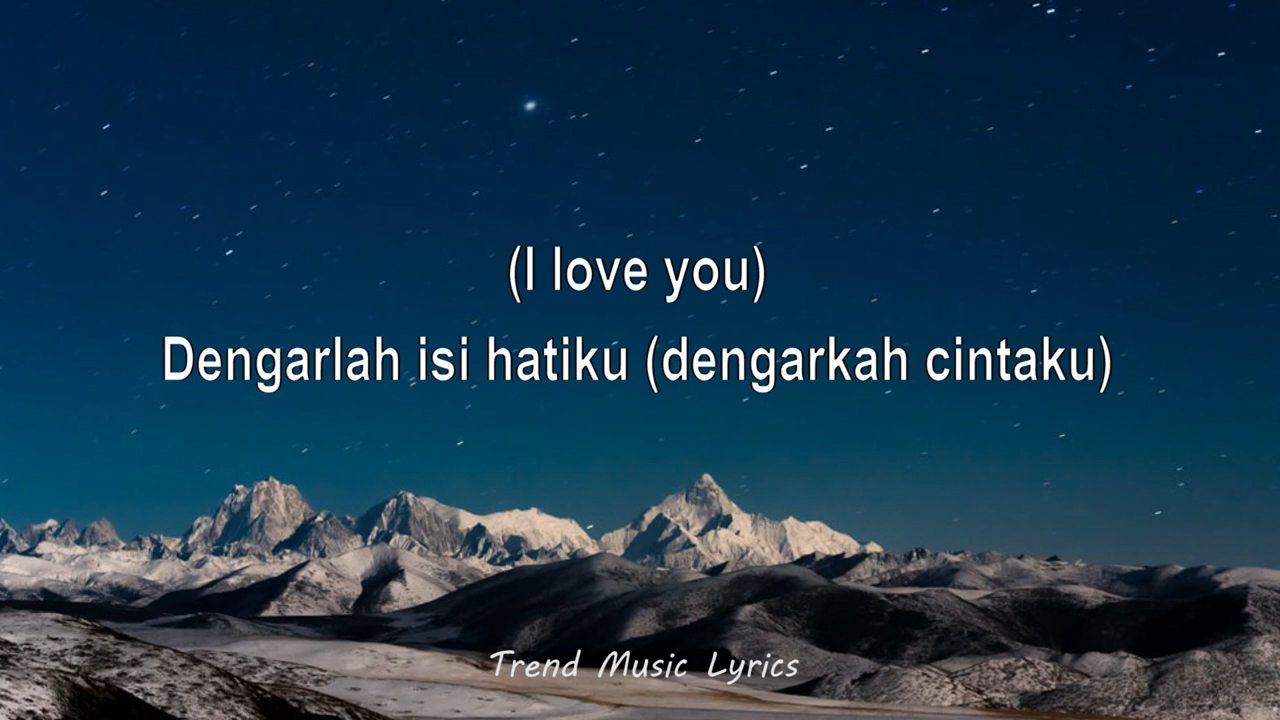 (I love you)
Dengarlah isi hatiku (dengarkah cintaku)
Trend Music Lyrics